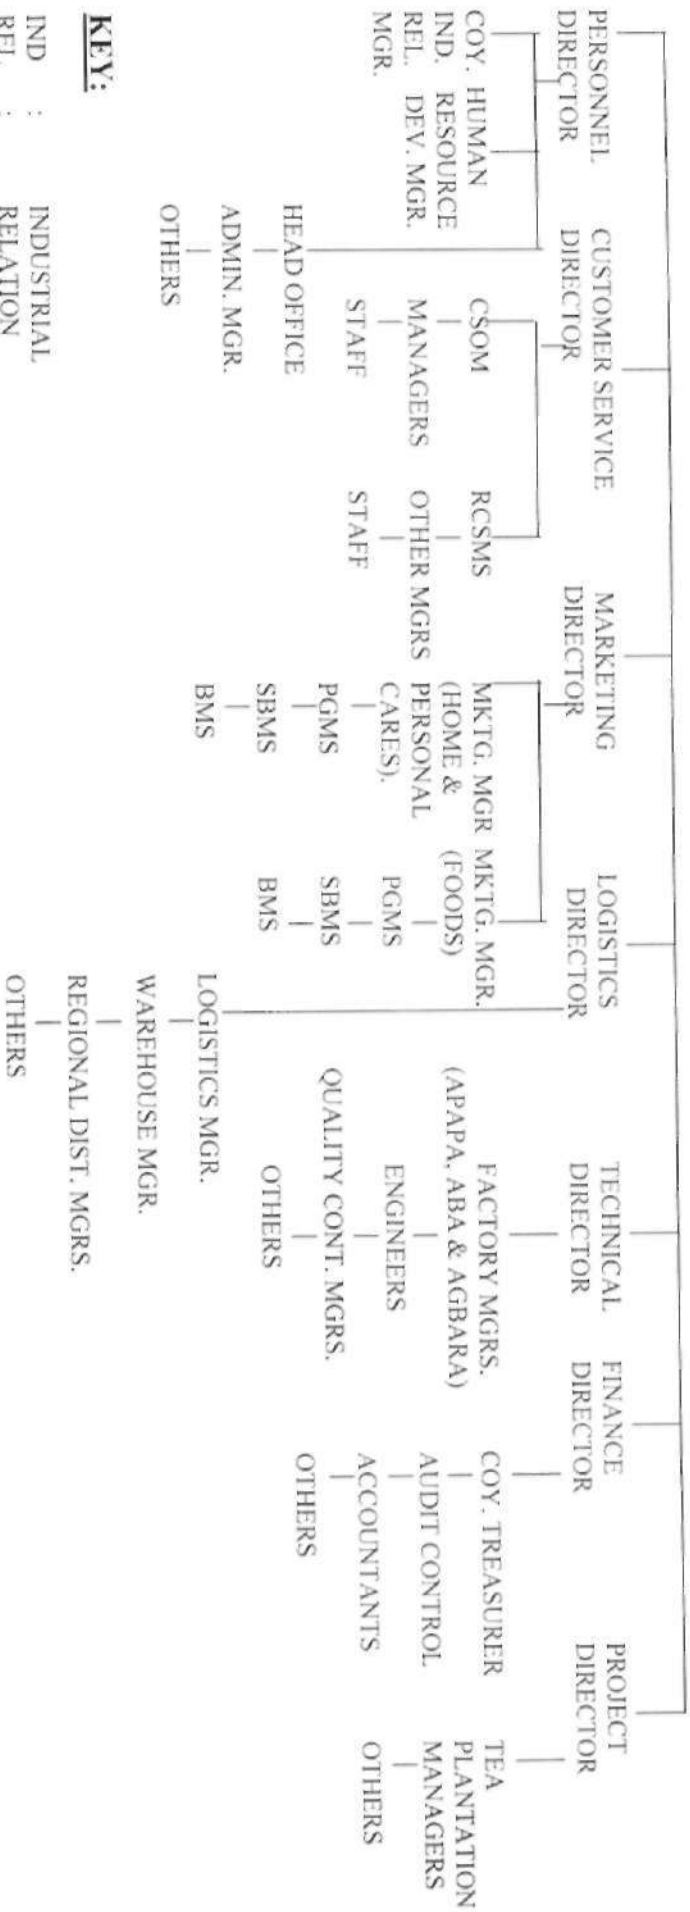 PERSONNEL
DIRECTOR
COY.
IND.
REL.
MGR.
HUMAN
RESOURCE
DEV. MGR.
HEAD OFFICE
ADMIN. MGR.
OTHERS
CUSTOMER SERVICE
DIRECTOR
CSOM
MANAGERS
STAFF
RCSMS
OTHER MGRS
STAFF
MARKETING
DIRECTOR
MKTG. MGR
(HOME &
PERSONAL
CARES).
PGMS
SBMS
BMS
MKTG. MGR.
(FOODS)
PGMS
SBMS
BMS
LOGISTICS
DIRECTOR
LOGISTICS MGR.
WAREHOUSE MGR.
REGIONAL DIST. MGRS.
OTHERS
TECHNICAL
DIRECTOR
FACTORY MGRS.
(APAPA, ABA & AGBARA)
ENGINEERS
QUALITY CONT. MGRS.
OTHERS
FINANCE
DIRECTOR
COY. TREASURER
AUDIT CONTROL
ACCOUNTANTS
OTHERS
PROJECT
DIRECTOR
TEA
PLANTATION
MANAGERS
OTHERS
KEY:
IND : INDUSTRIAL
REL. : RELATION